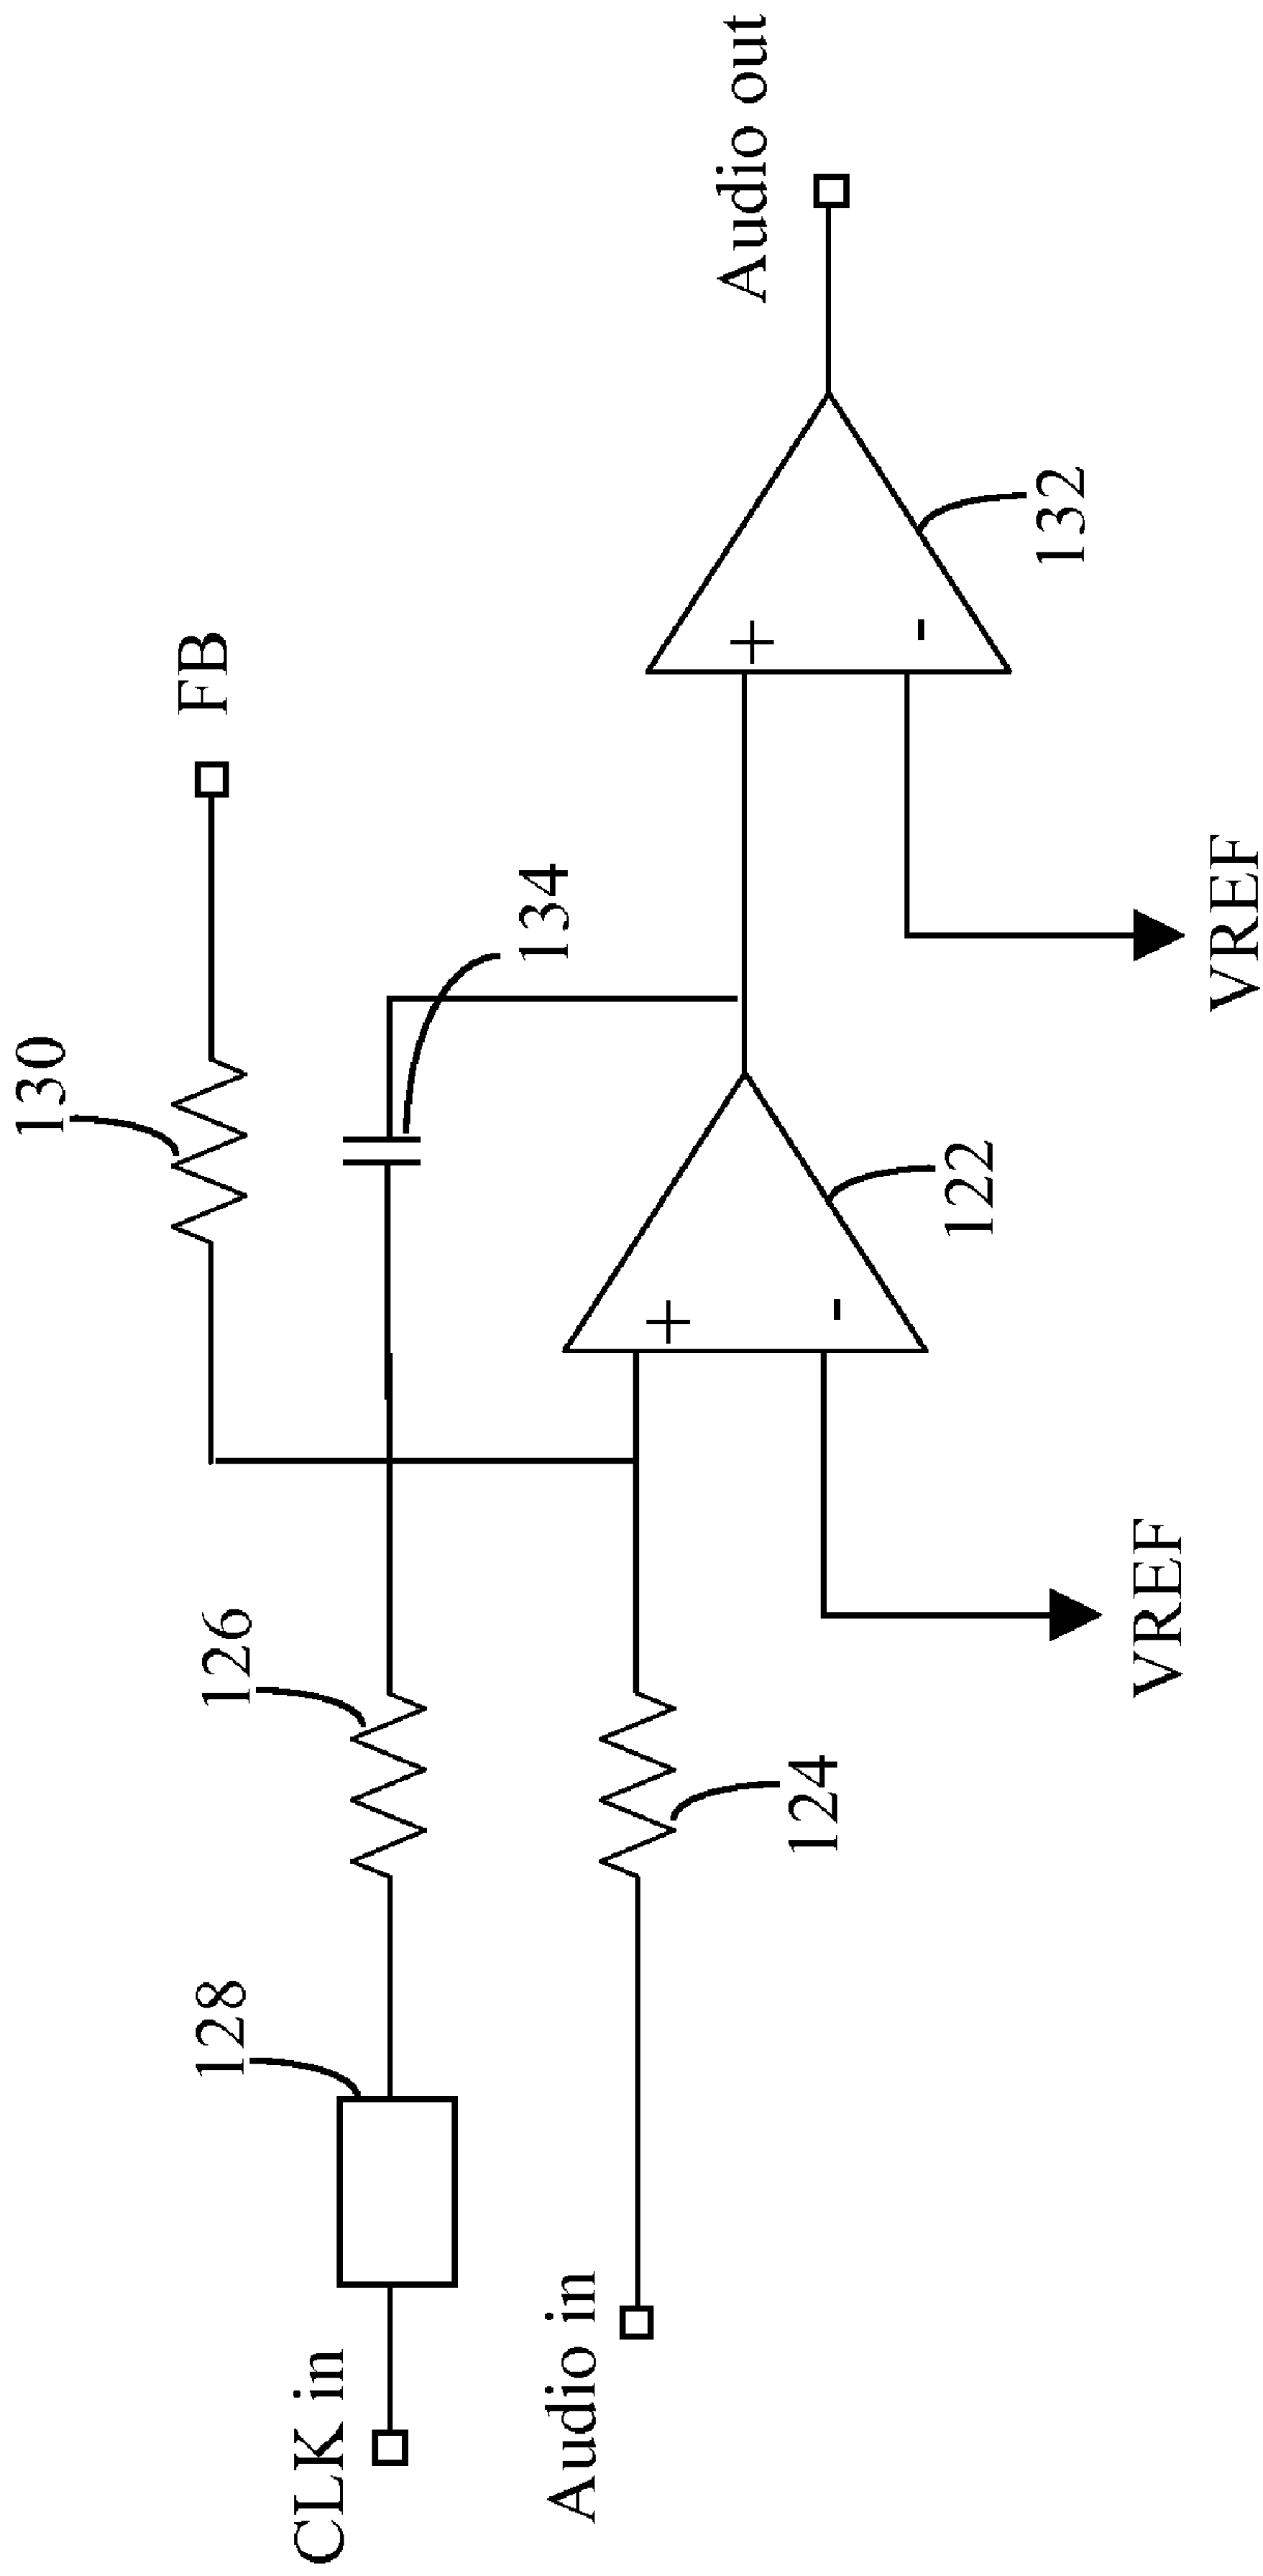 130
FB
128
126
134
CLK in
+
-
122
Audio in
124
VREF
+
-
132
Audio out
VREF